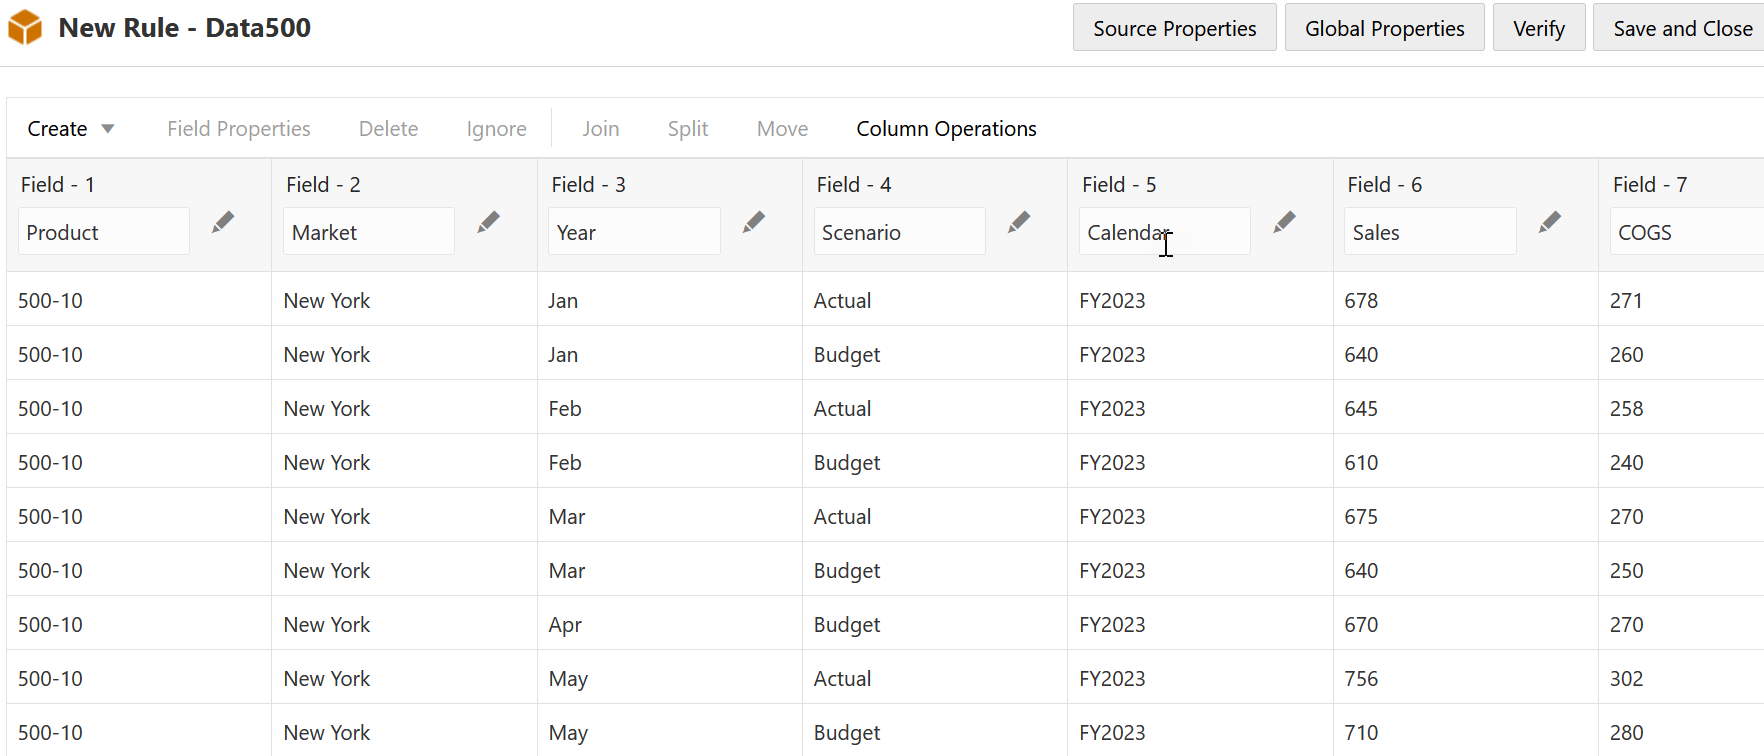 New Rule - Data500 Source Properties Global Properties Verify Save and Close
Create Field Properties Delete Ignore Join Split Move Column Operations
Field - 1 Field - 2 Field - 3 Field - 4 Field - 5 Field - 6 Field - 7
Product Market Year Scenario Calendar Sales COGS
500-10 New York Jan Actual FY2023 678 271
500-10 New York Jan Budget FY2023 640 260
500-10 New York Feb Actual FY2023 645 258
500-10 New York Feb Budget FY2023 610 240
500-10 New York Mar Actual FY2023 675 270
500-10 New York Mar Budget FY2023 640 250
500-10 New York Apr Budget FY2023 670 270
500-10 New York May Actual FY2023 756 302
500-10 New York May Budget FY2023 710 280